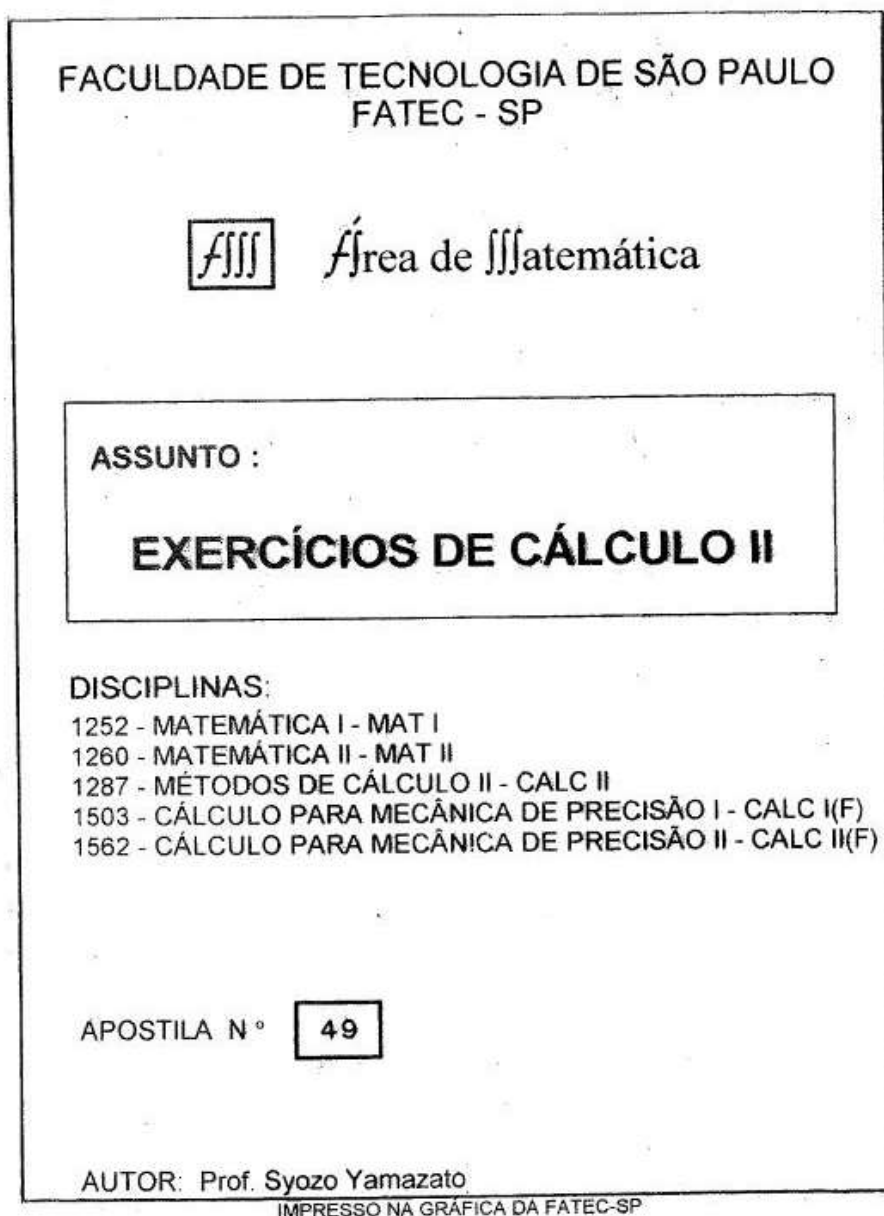 FACULDADE DE TECNOLOGIA DE SÃO PAULO
FATEC - SP
f∫∫∫ Área de ∭atemática
ASSUNTO :
EXERCÍCIOS DE CÁLCULO II
DISCIPLINAS:
1252 - MATEMÁTICA I - MAT I
1260 - MATEMÁTICA II - MAT II
1287 - MÉTODOS DE CÁLCULO II - CALC II
1503 - CÁLCULO PARA MECÂNICA DE PRECISÃO I - CALC I(F)
1562 - CÁLCULO PARA MECÂNICA DE PRECISÃO II - CALC II(F)
APOSTILA Nº 49
AUTOR: Prof. Syozo Yamazato
IMPRESSO NA GRÁFICA DA FATEC-SP